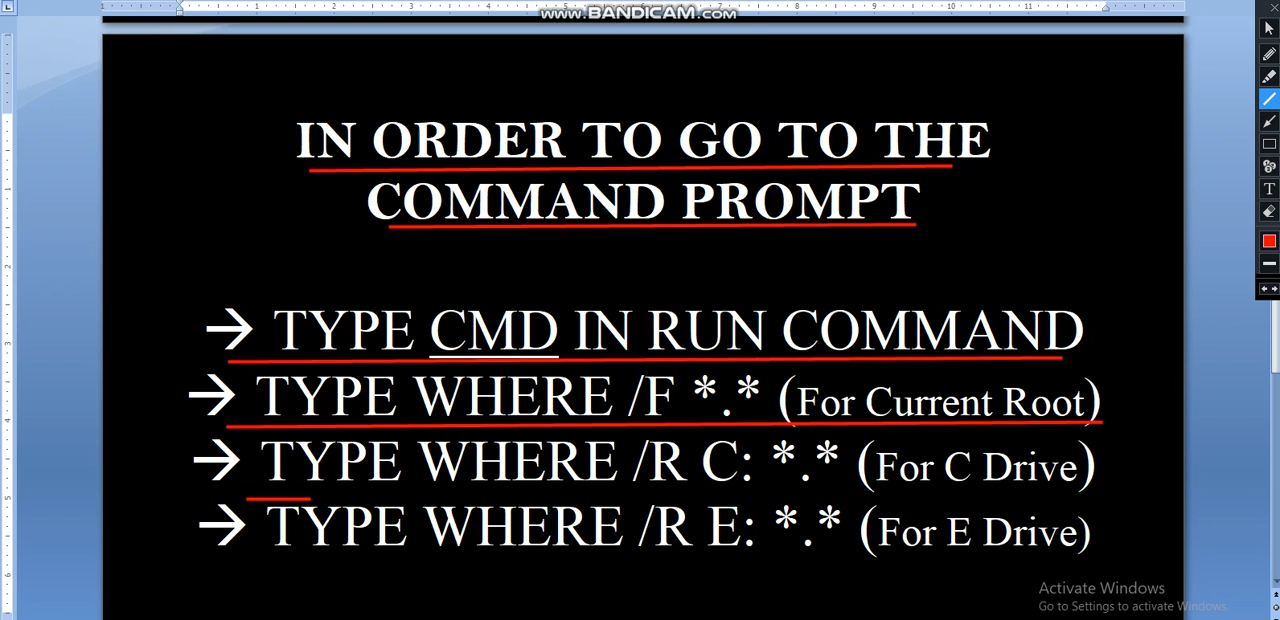 www.BANDICAM.com
IN ORDER TO GO TO THE
COMMAND PROMPT
→ TYPE CMD IN RUN COMMAND
→ TYPE WHERE /F *.* (For Current Root)
→ TYPE WHERE /R C: *.* (For C Drive)
→ TYPE WHERE /R E: *.* (For E Drive)
Activate Windows
Go to Settings to activate Windows.